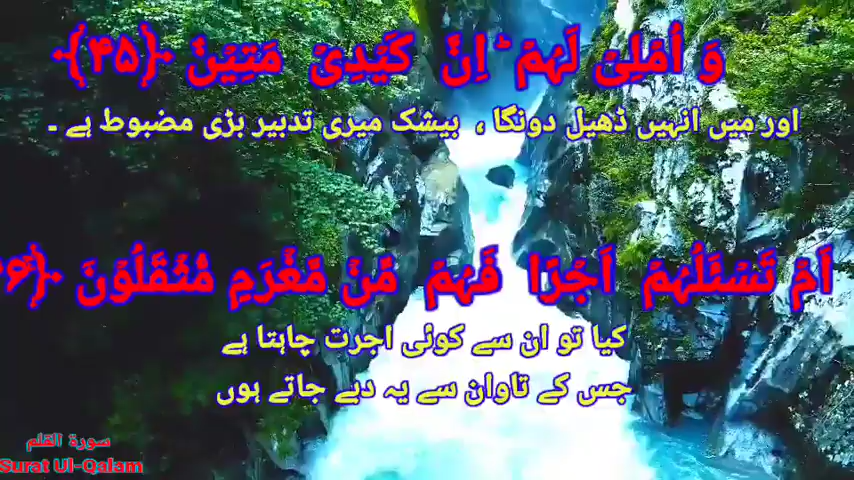 وَ اُمۡلِیۡ لَہُمۡ ؕ اِنَّ کَیۡدِیۡ مَتِیۡنٌ ﴿۴۵﴾
اور میں انہیں ڈھیل دونگا ، بیشک میری تدبیر بڑی مضبوط ہے ۔
اَمۡ تَسۡـَٔلُہُمۡ اَجۡرًا فَہُمۡ مِّنۡ مَّغۡرَمٍ مُّثۡقَلُوۡنَ
کیا تو ان سے کوئی اجرت چاہتا ہے
جس کے تاوان سے یہ دبے جاتے ہوں
سورة القلم
Surat Ul-Qalam